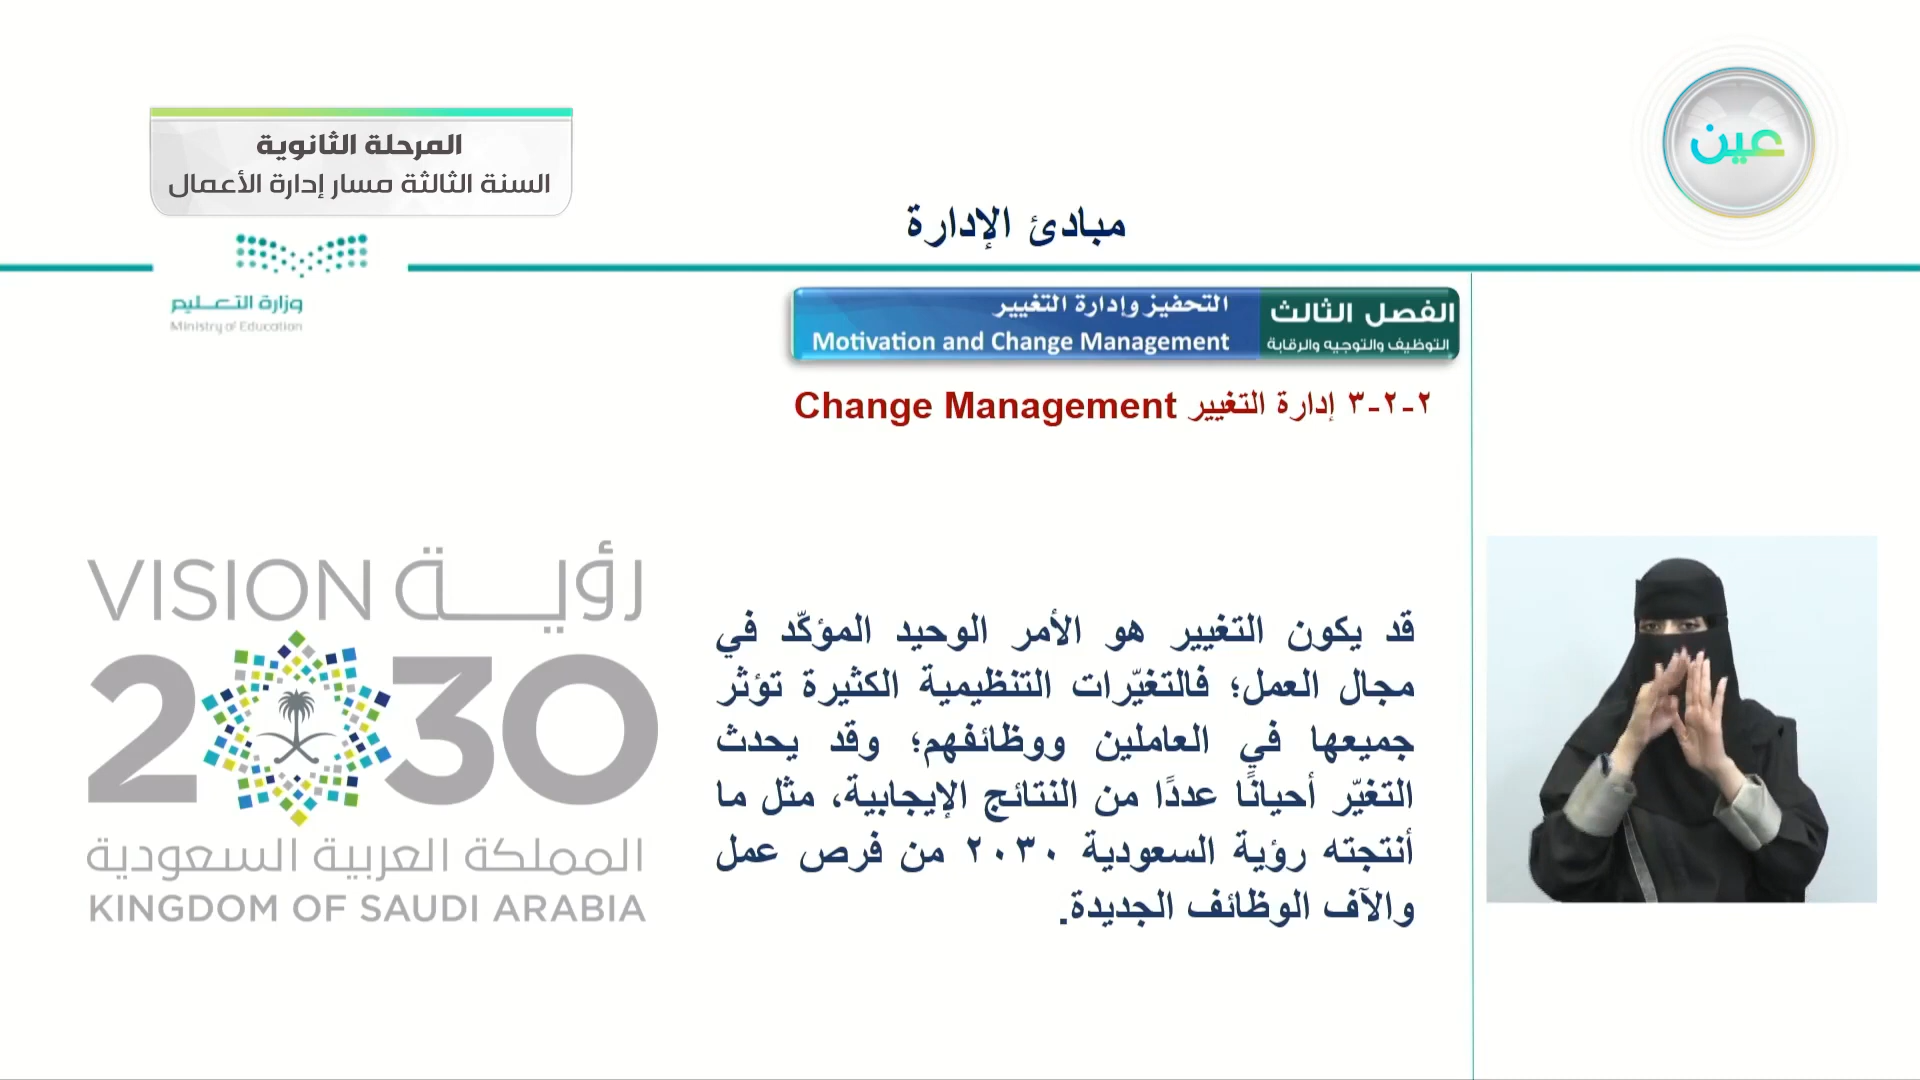 عين
المرحلة الثانوية
السنة الثالثة مسار إدارة الأعمال
وزارة التعليم
Ministry of Education
مبادئ الإدارة
الفصل الثالث
التوظيف والتوجيه والرقابة
التحفيز وإدارة التغيير
Motivation and Change Management
٣-٢-٢ إدارة التغيير Change Management
قد يكون التغيير هو الأمر الوحيد المؤكّد في
مجال العمل؛ فالتغيّرات التنظيمية الكثيرة تؤثر
جميعها في العاملين ووظائفهم؛ وقد يحدث
التغيّر أحيانًا عددًا من النتائج الإيجابية، مثل ما
أنتجته رؤية السعودية ٢٠٣٠ من فرص عمل
والآف الوظائف الجديدة.
VISION رؤيــة
2030
المملكة العربية السعودية
KINGDOM OF SAUDI ARABIA